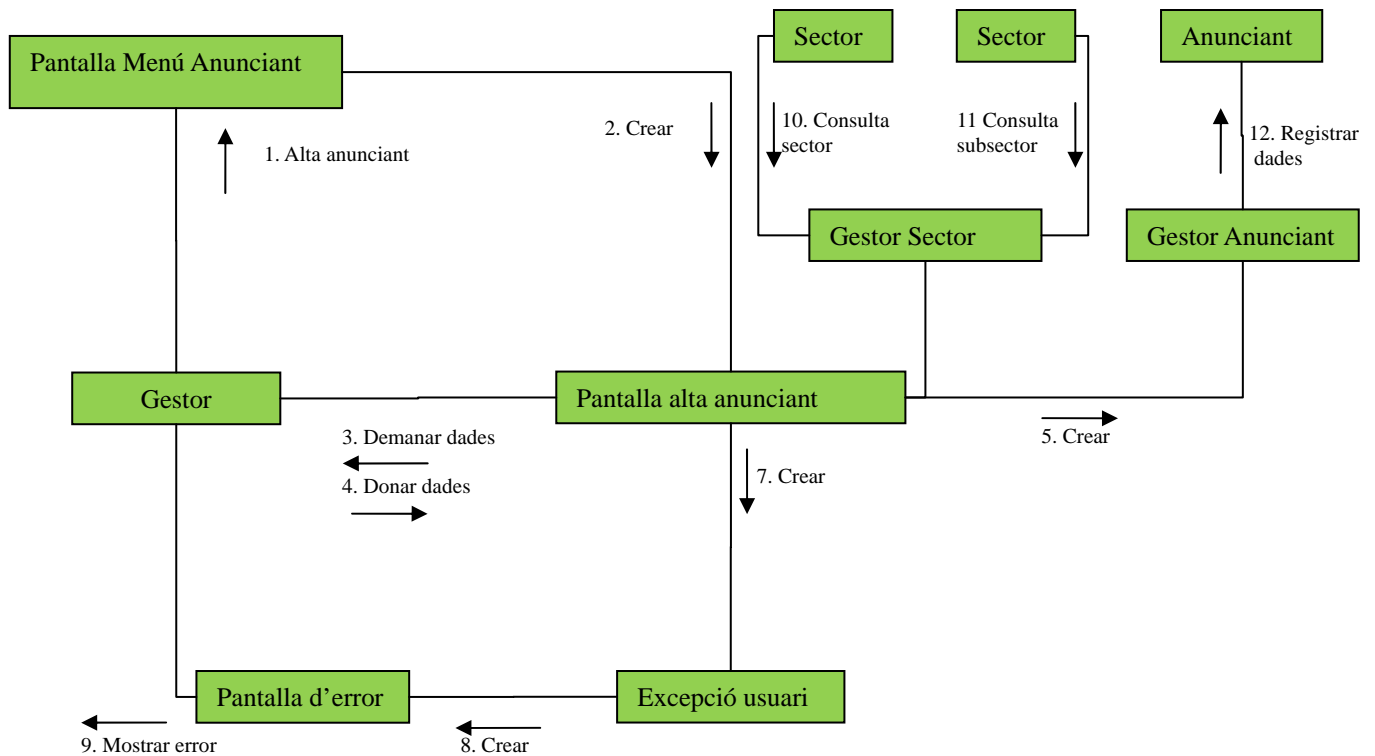 Sector
Sector
Anunciant
Pantalla Menú Anunciant
2. Crear
10. Consulta
sector
11 Consulta
subsector
12. Registrar
dades
1. Alta anunciant
Gestor Sector
Gestor Anunciant
Gestor
Pantalla alta anunciant
3. Demanar dades
4. Donar dades
5. Crear
7. Crear
Pantalla d’error
Excepció usuari
9. Mostrar error
8. Crear